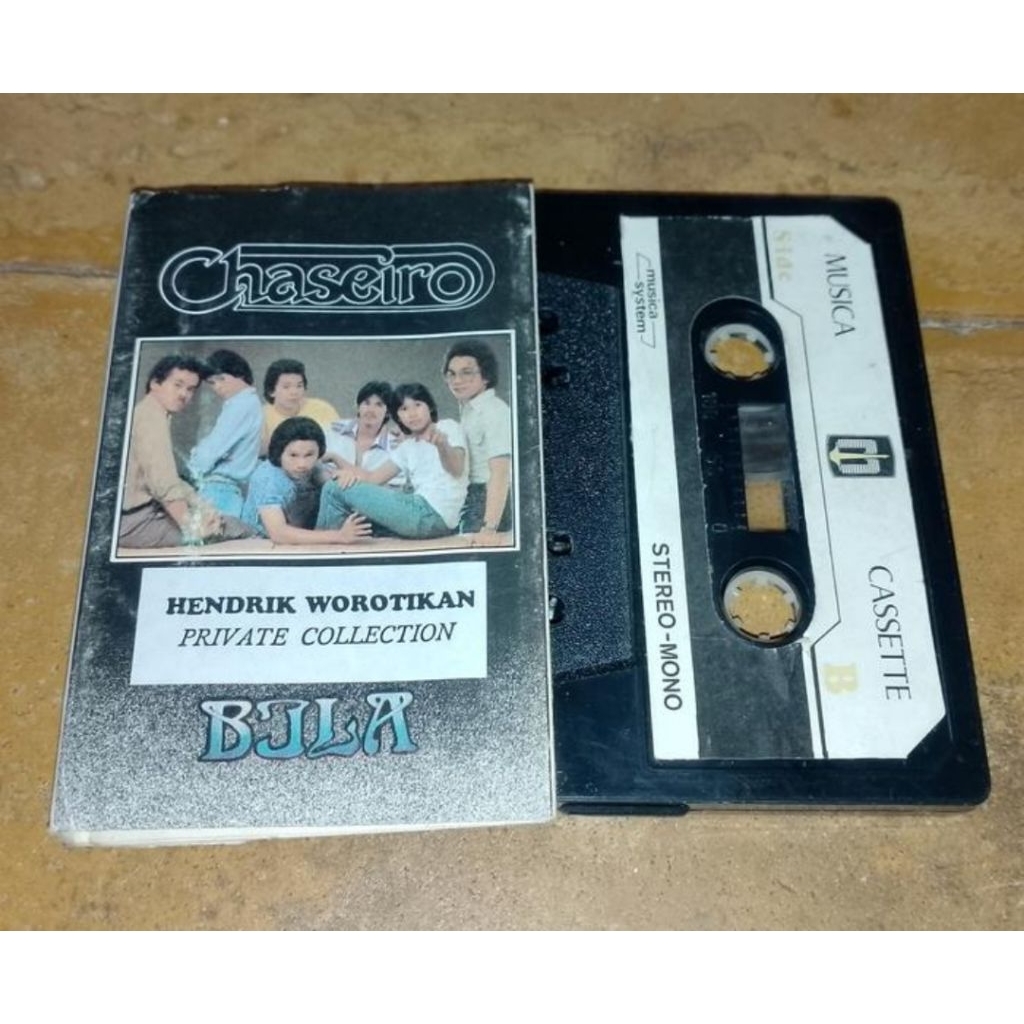 Chaseiro
HENDRIK WOROTIKAN
PRIVATE COLLECTION
BILA
musica
system
STEREO-MONO
Side B
MUSICA CASSETTE